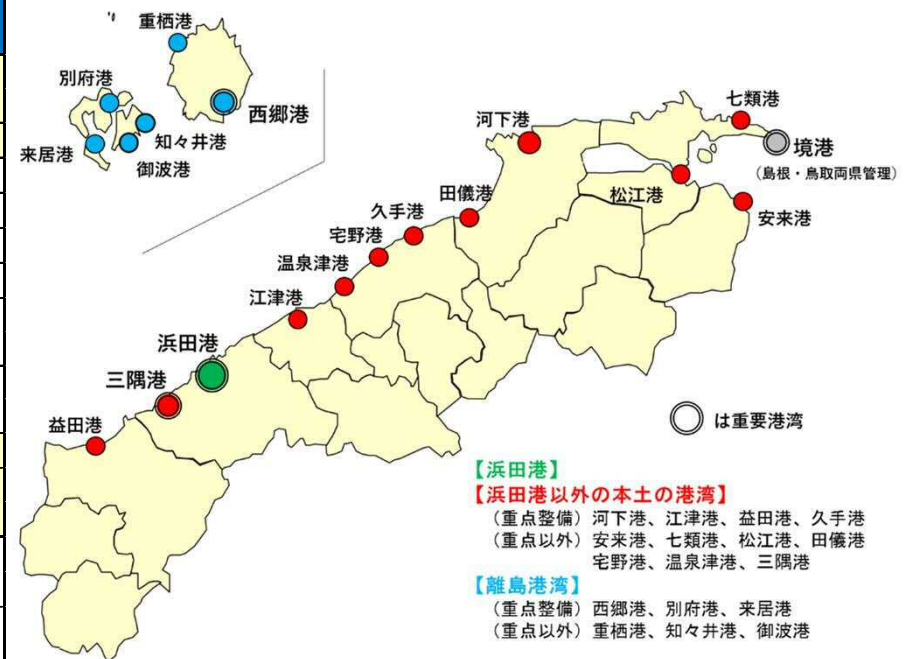 重栖港
別府港
西郷港
知々井港
来居港
御波港
七類港
河下港
境港
(島根・鳥取両県管理)
松江港
田儀港
安来港
久手港
宅野港
温泉津港
江津港
浜田港
三隅港
益田港
は重要港湾
【浜田港】
【浜田港以外の本土の港湾】
(重点整備) 河下港、江津港、益田港、久手港
(重点以外) 安来港、七類港、松江港、田儀港
宅野港、温泉津港、三隅港
【離島港湾】
(重点整備) 西郷港、別府港、来居港
(重点以外) 重栖港、知々井港、御波港